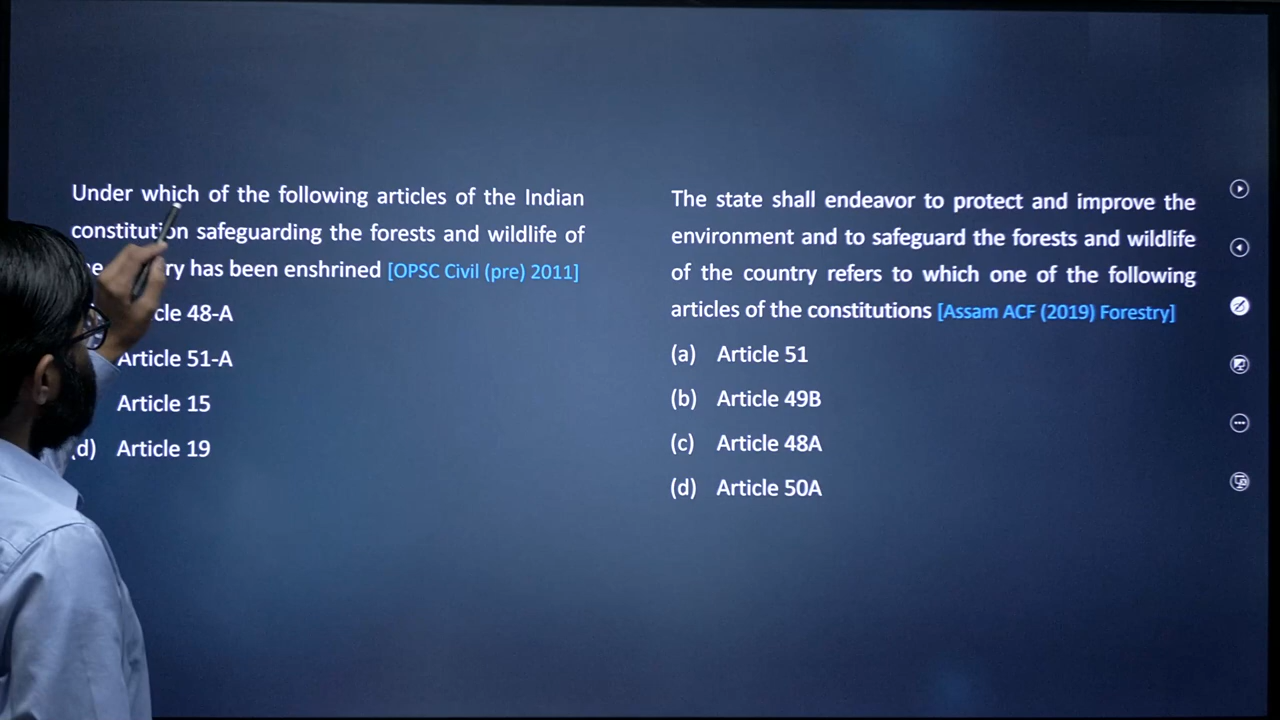 Under which of the following articles of the Indian
constitution safeguarding the forests and wildlife of
ry has been enshrined [OPSC Civil (pre) 2011]
cle 48-A
Article 51-A
Article 15
d) Article 19
The state shall endeavor to protect and improve the
environment and to safeguard the forests and wildlife
of the country refers to which one of the following
articles of the constitutions [Assam ACF (2019) Forestry]
(a) Article 51
(b) Article 49B
(c) Article 48A
(d) Article 50A